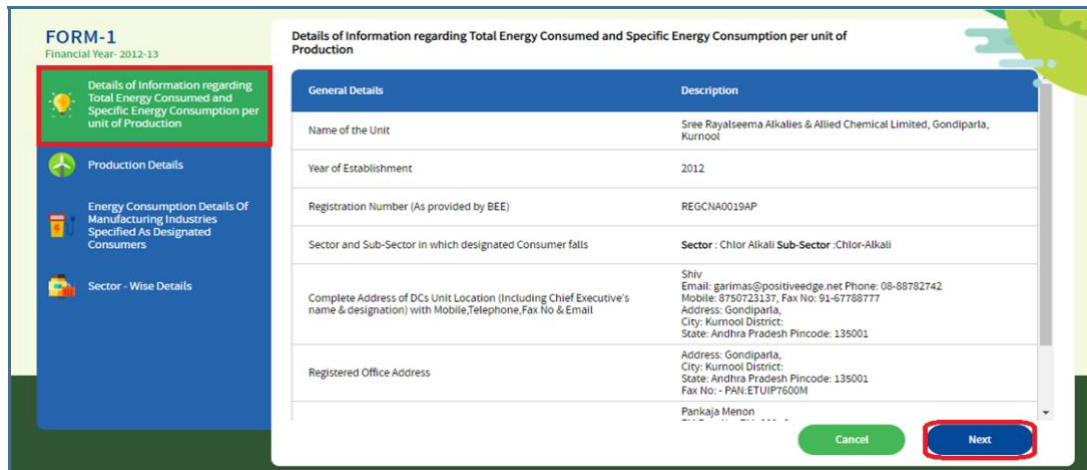 FORM-1
Financial Year- 2012-13
Details of Information regarding
Total Energy Consumed and
Specific Energy Consumption per
unit of Production
Production Details
Energy Consumption Details Of
Manufacturing Industries
Specified As Designated
Consumers
Sector - Wise Details
Details of Information regarding Total Energy Consumed and Specific Energy Consumption per unit of
Production
General Details
Description
Name of the Unit
Sree Rayalseema Alkalies & Allied Chemical Limited, Gondiparla,
Kurnool
Year of Establishment
2012
Registration Number (As provided by BEE)
REGCNA0019AP
Sector and Sub-Sector in which designated Consumer falls
Sector : Chlor Alkali Sub-Sector :Chlor-Alkali
Complete Address of DCs Unit Location (Including Chief Executive's
name & designation) with Mobile,Telephone,Fax No & Email
Shiv
Email: garimas@positiveedge.net Phone: 08-88782742
Mobile: 8750723137, Fax No: 91-67788777
Address: Gondiparla,
City: Kurnool District:
State: Andhra Pradesh Pincode: 135001
Registered Office Address
Address: Gondiparla,
City: Kurnool District:
State: Andhra Pradesh Pincode: 135001
Fax No: - PAN:ETUIP7600M
Pankaja Menon
Cancel
Next